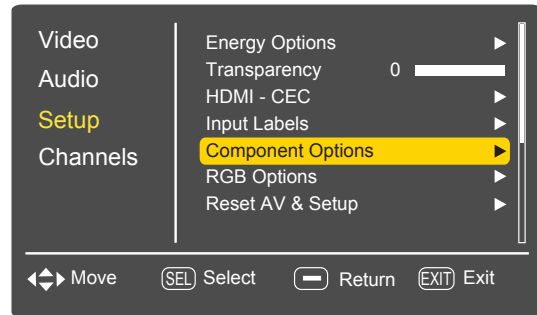 Video
Audio
Setup
Channels
Energy Options
Transparency 0
HDMI - CEC
Input Labels
Component Options
RGB Options
Reset AV & Setup
Move SEL Select Return EXIT Exit